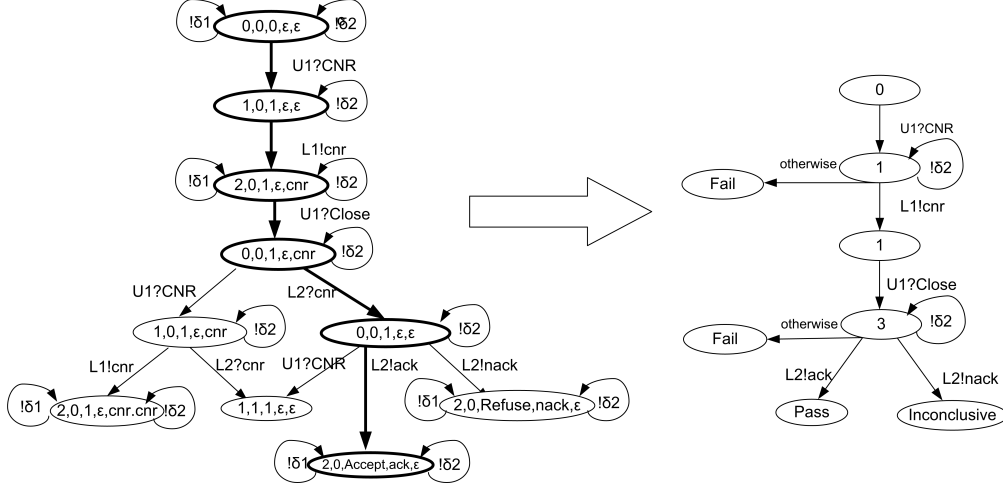 !δ1
0,0,0,ε,ε
!δ2
U1?CNR
1,0,1,ε,ε
!δ2
L1!cnr
!δ1
2,0,1,ε,cnr
!δ2
U1?Close
0,0,1,ε,cnr
!δ2
U1?CNR
L2?cnr
1,0,1,ε,cnr
!δ2
0,0,1,ε,ε
!δ2
L1!cnr
L2?cnr
U1?CNR
L2!ack
L2!nack
!δ1
2,0,1,ε,cnr.cnr
!δ2
1,1,1,ε,ε
!δ1
2,0,Refuse,nack,ε
!δ2
!δ1
2,0,Accept,ack,ε
!δ2
0
U1?CNR
otherwise
1
!δ2
Fail
L1!cnr
1
U1?Close
otherwise
3
!δ2
Fail
L2!ack
L2!nack
Pass
Inconclusive